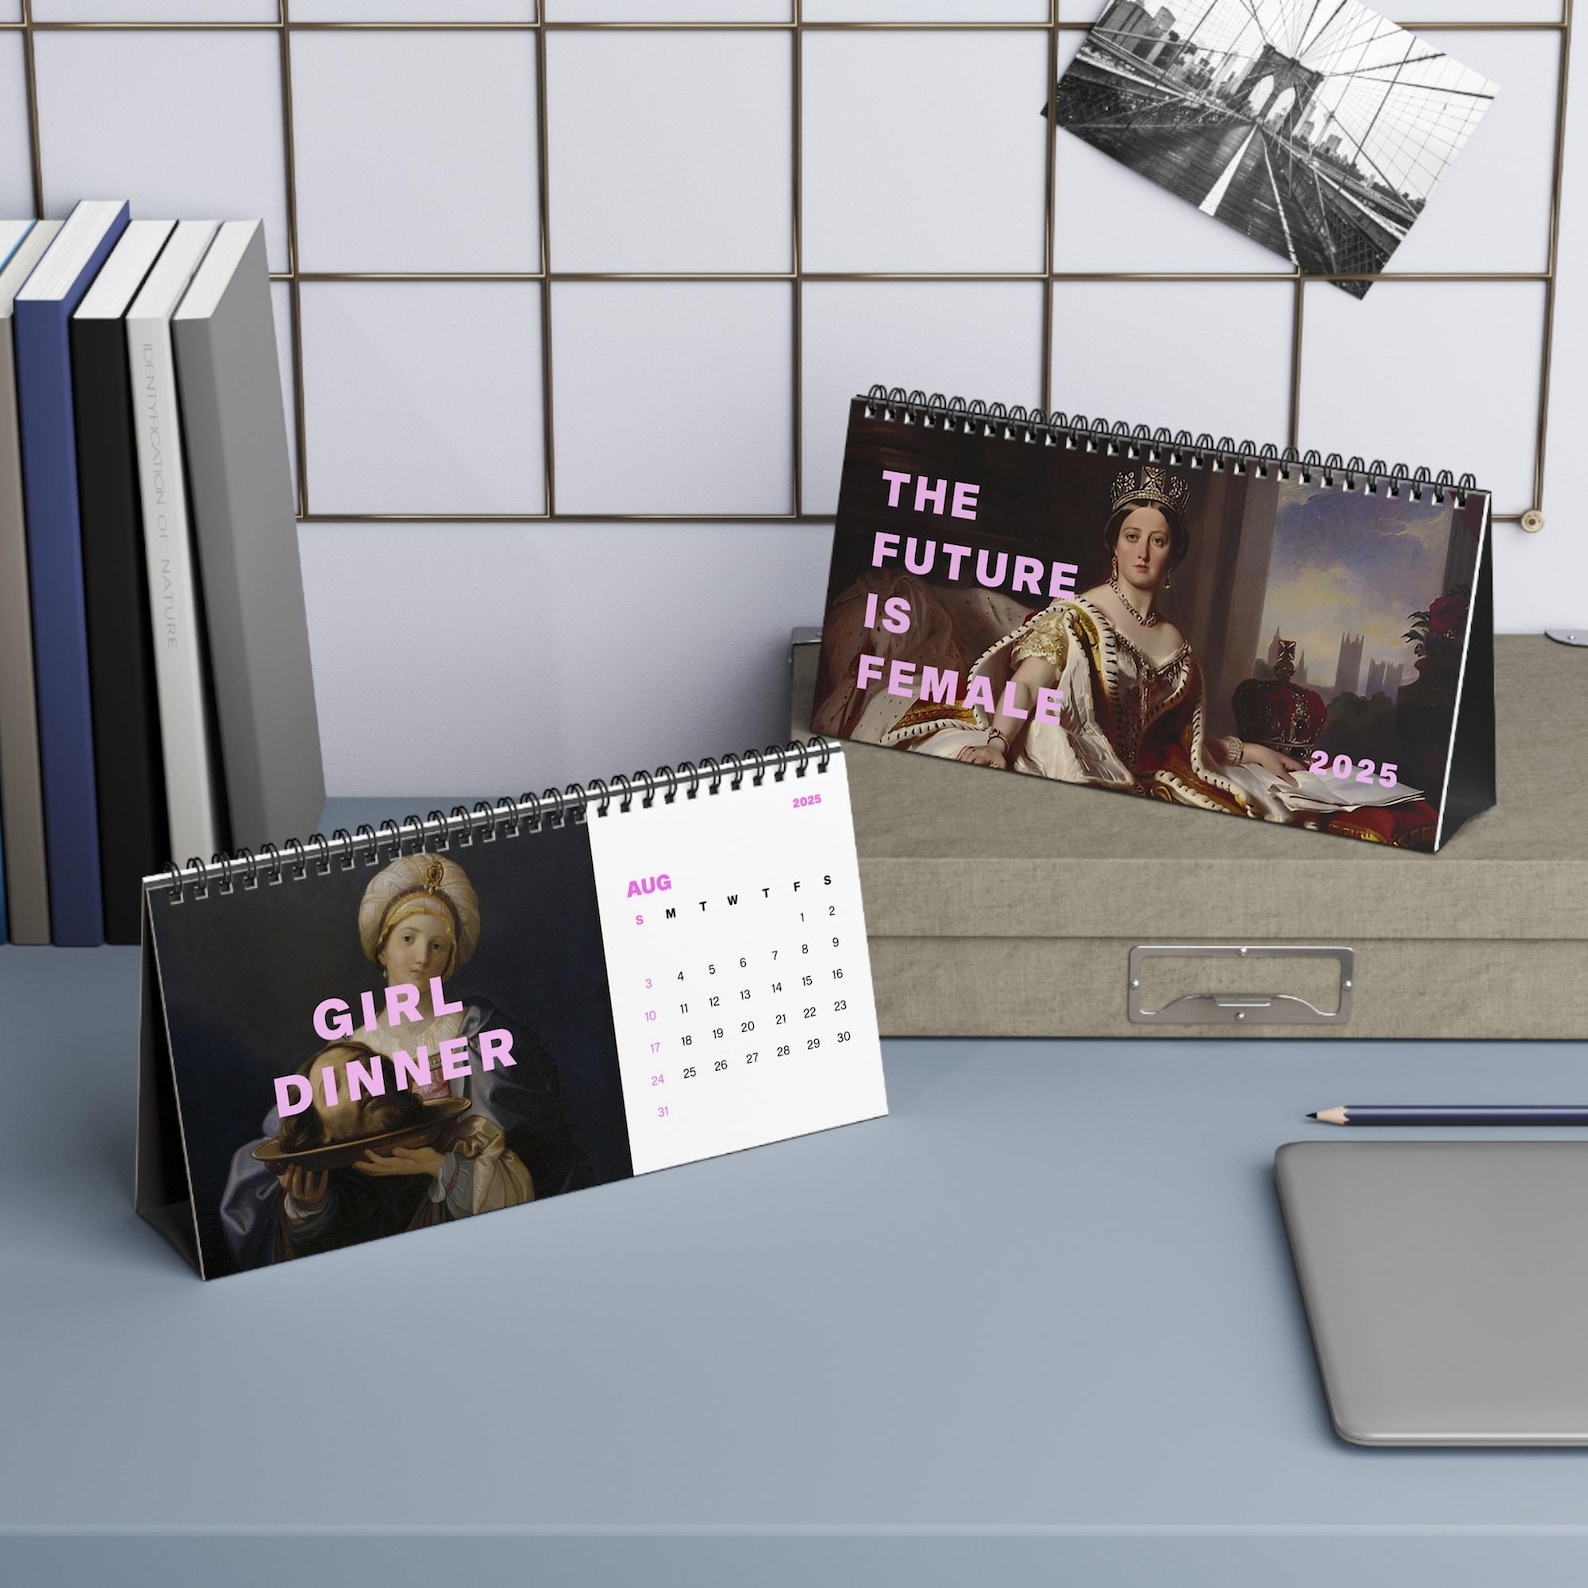 IDENTYFICATION OF NATURE
THE
FUTURE
IS
FEMALE
2025
GIRL
DINNER
2025
AUG
S M T W T F S
1 2
3 4 5 6 7 8 9
10 11 12 13 14 15 16
17 18 19 20 21 22 23
24 25 26 27 28 29 30
31